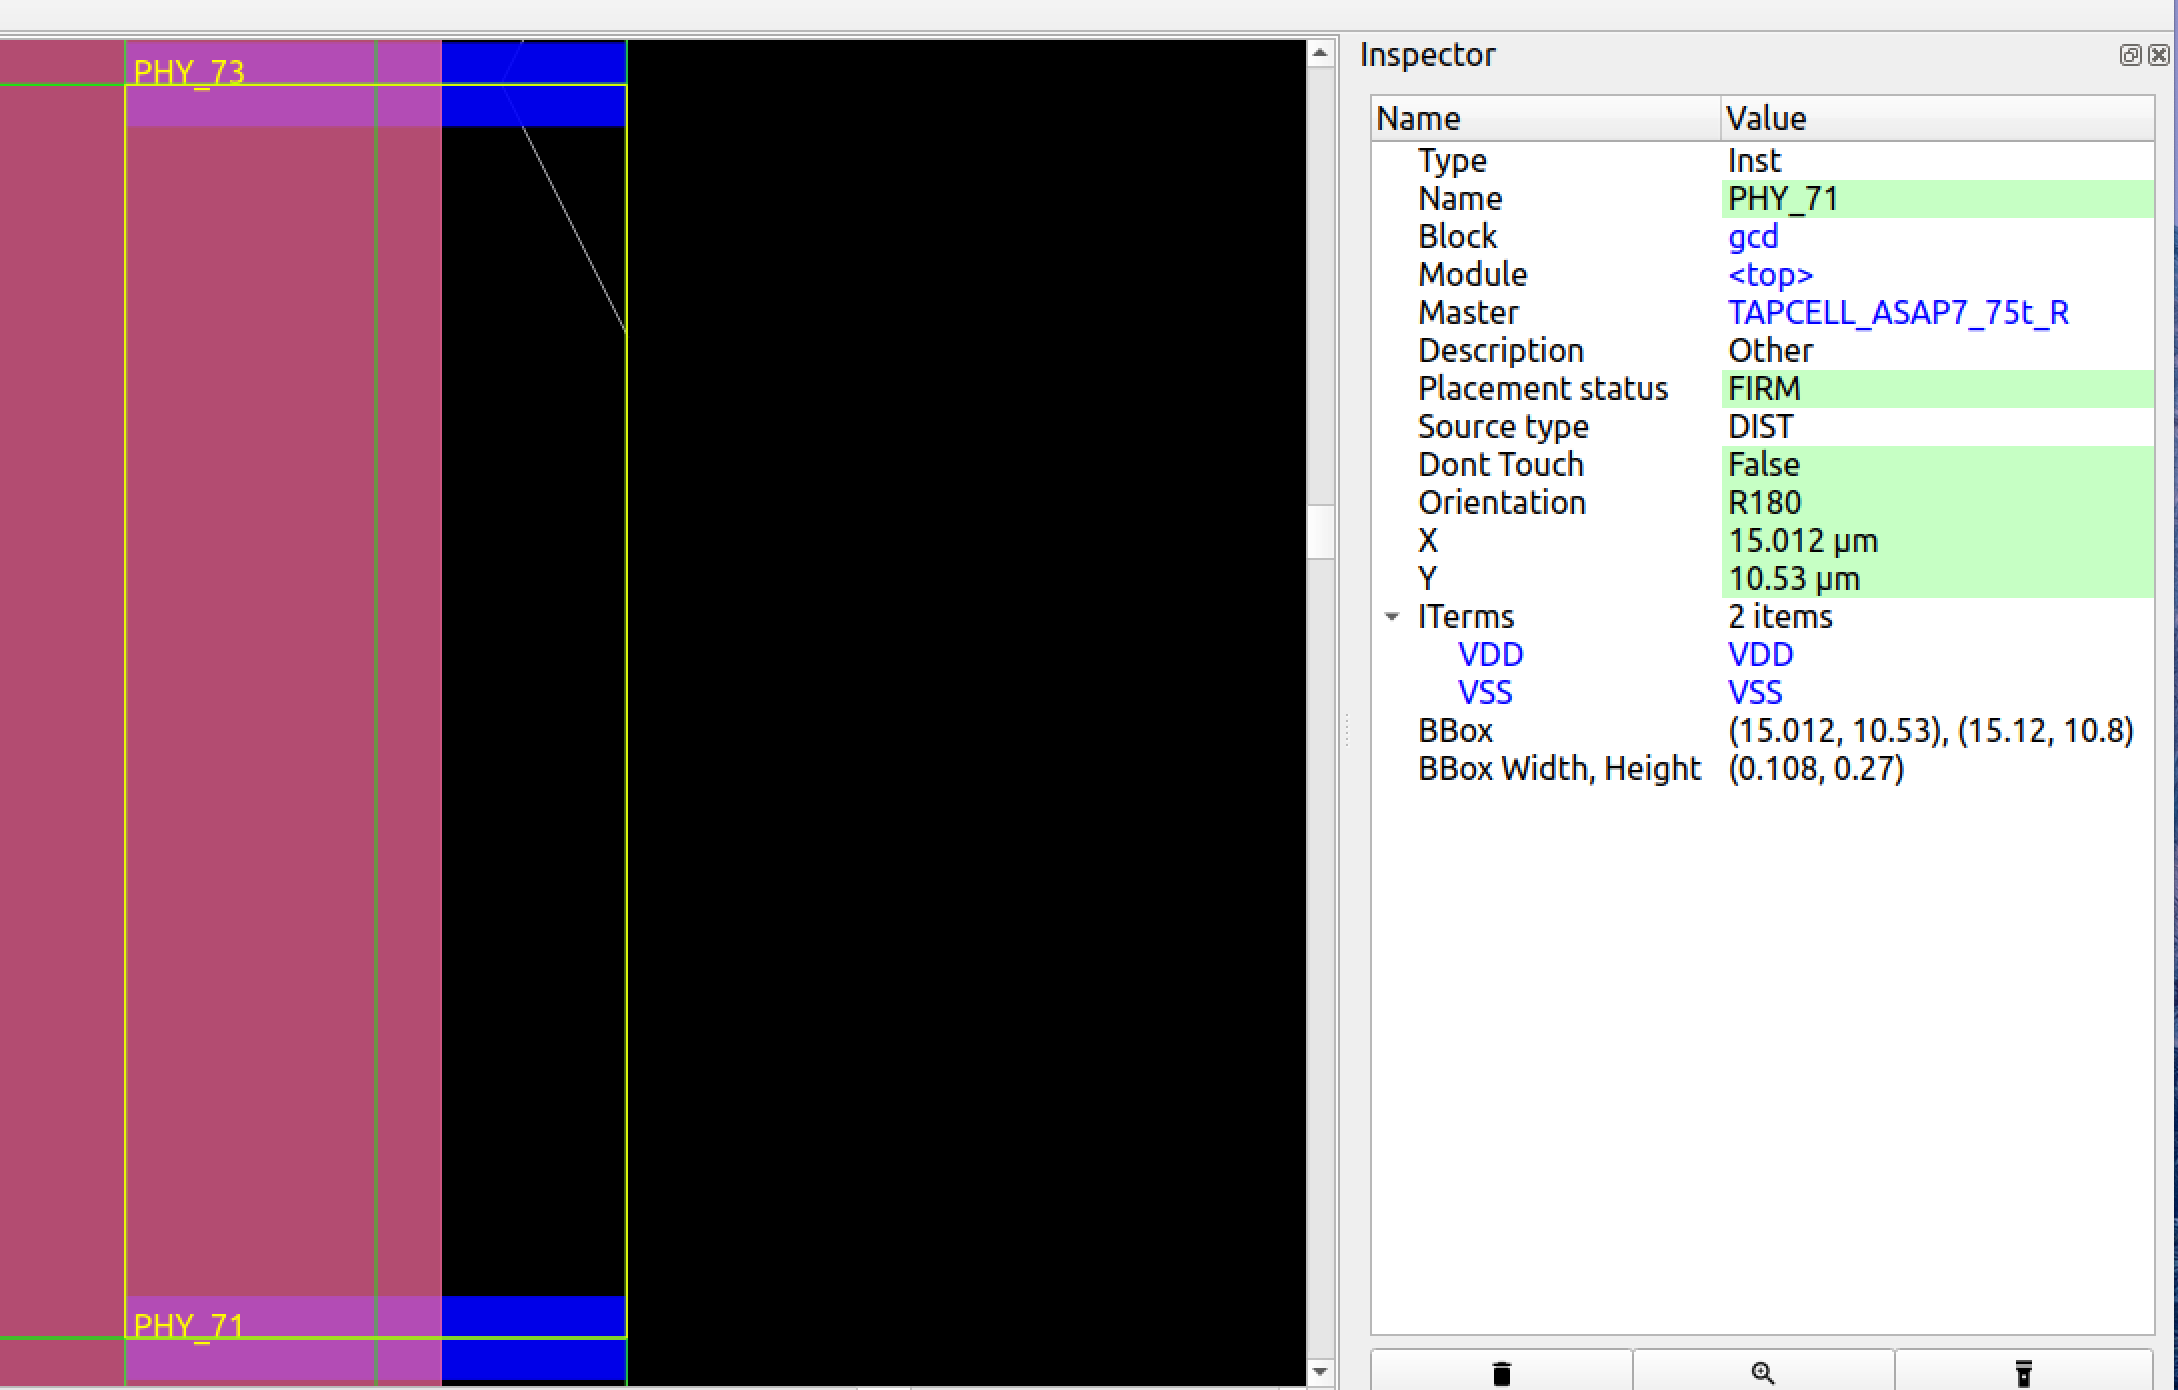 PHY_73
PHY_71
Inspector
Name Value
Type Inst
Name PHY_71
Block gcd
Module <top>
Master TAPCELL_ASAP7_75t_R
Description Other
Placement status FIRM
Source type DIST
Dont Touch False
Orientation R180
X 15.012 μm
Y 10.53 μm
ITerms 2 items
VDD VDD
VSS VSS
BBox (15.012, 10.53), (15.12, 10.8)
BBox Width, Height (0.108, 0.27)